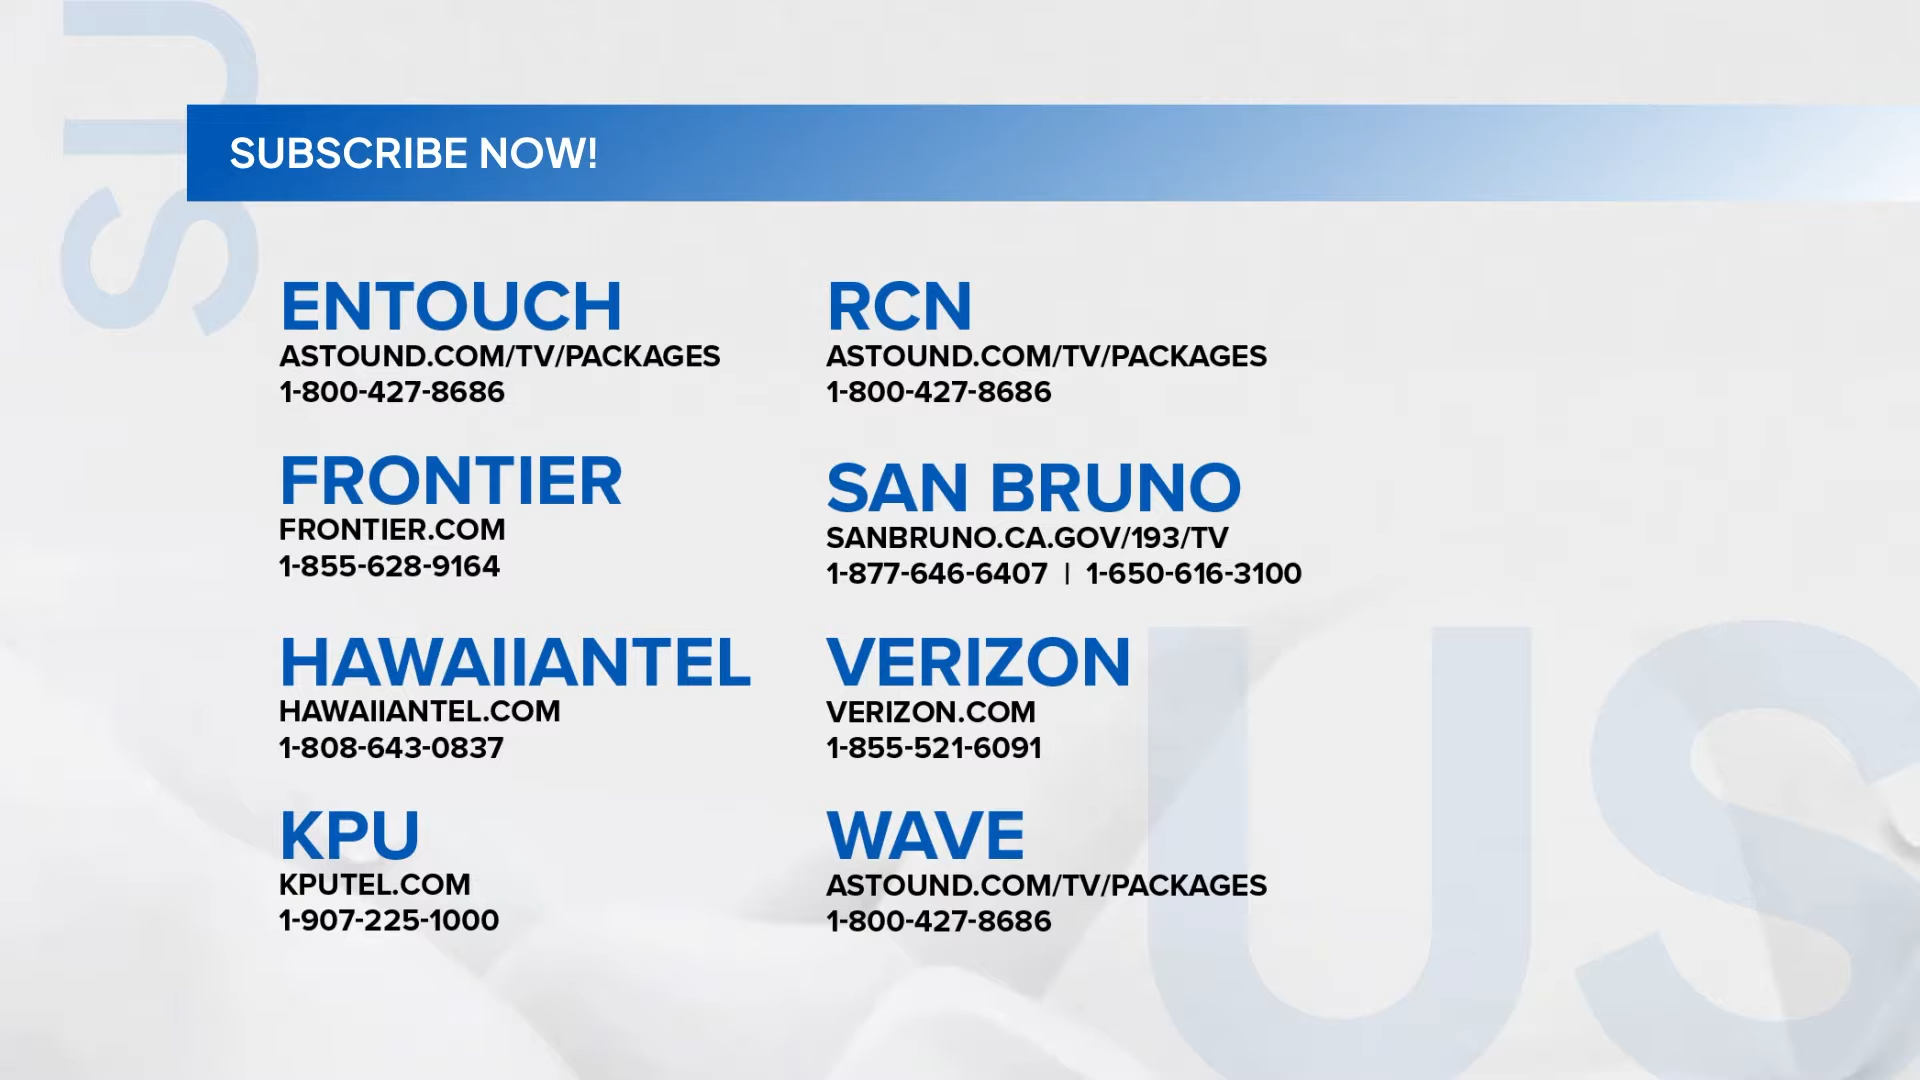 SUBSCRIBE NOW!
ENTOUCH
ASTOUND.COM/TV/PACKAGES
1-800-427-8686
FRONTIER
FRONTIER.COM
1-855-628-9164
HAWAIIANTEL
HAWAIIANTEL.COM
1-808-643-0837
KPU
KPUTEL.COM
1-907-225-1000
RCN
ASTOUND.COM/TV/PACKAGES
1-800-427-8686
SAN BRUNO
SANBRUNO.CA.GOV/193/TV
1-877-646-6407 | 1-650-616-3100
VERIZON
VERIZON.COM
1-855-521-6091
WAVE
ASTOUND.COM/TV/PACKAGES
1-800-427-8686
US
US